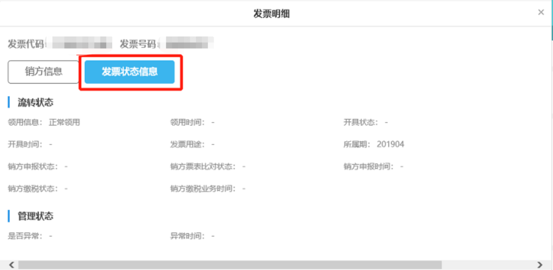 发票明细
×
发票代码: 发票号码:
销方信息 发票状态信息
流转状态
领用信息: 正常领用 领用时间: - 开具状态: -
开具时间: - 发票用途: - 所属期: 201904
销方申报状态: - 销方票表比对状态: - 销方申报时间: -
销方缴税状态: - 销方缴税业务时间: -
管理状态
是否异常: - 异常时间: -